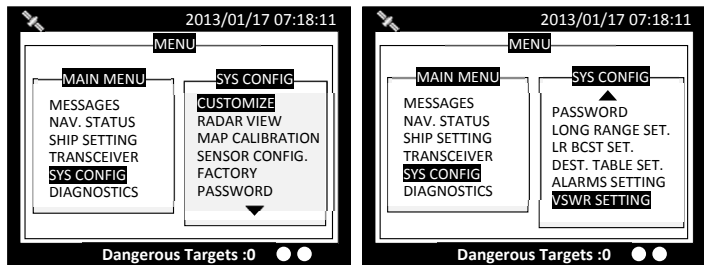 2013/01/17 07:18:11
MENU
MAIN MENU
MESSAGES
NAV. STATUS
SHIP SETTING
TRANSCEIVER
SYS CONFIG
DIAGNOSTICS
SYS CONFIG
CUSTOMIZE
RADAR VIEW
MAP CALIBRATION
SENSOR CONFIG.
FACTORY
PASSWORD
Dangerous Targets :0
2013/01/17 07:18:11
MENU
MAIN MENU
MESSAGES
NAV. STATUS
SHIP SETTING
TRANSCEIVER
SYS CONFIG
DIAGNOSTICS
SYS CONFIG
PASSWORD
LONG RANGE SET.
LR BCST SET.
DEST. TABLE SET.
ALARMS SETTING
VSWR SETTING
Dangerous Targets :0